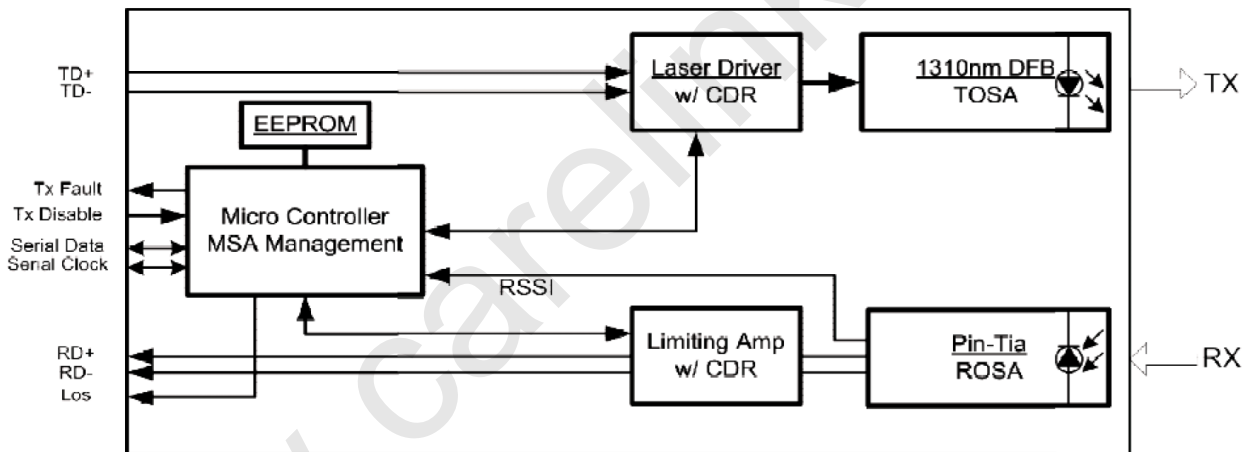 TD+
TD-
Laser Driver
w/ CDR
1310nm DFB
TOSA
TX
EEPROM
Tx Fault
Tx Disable
Serial Data
Serial Clock
Micro Controller
MSA Management
RSSI
RD+
RD-
Los
Limiting Amp
w/ CDR
Pin-Tia
ROSA
RX
carelink